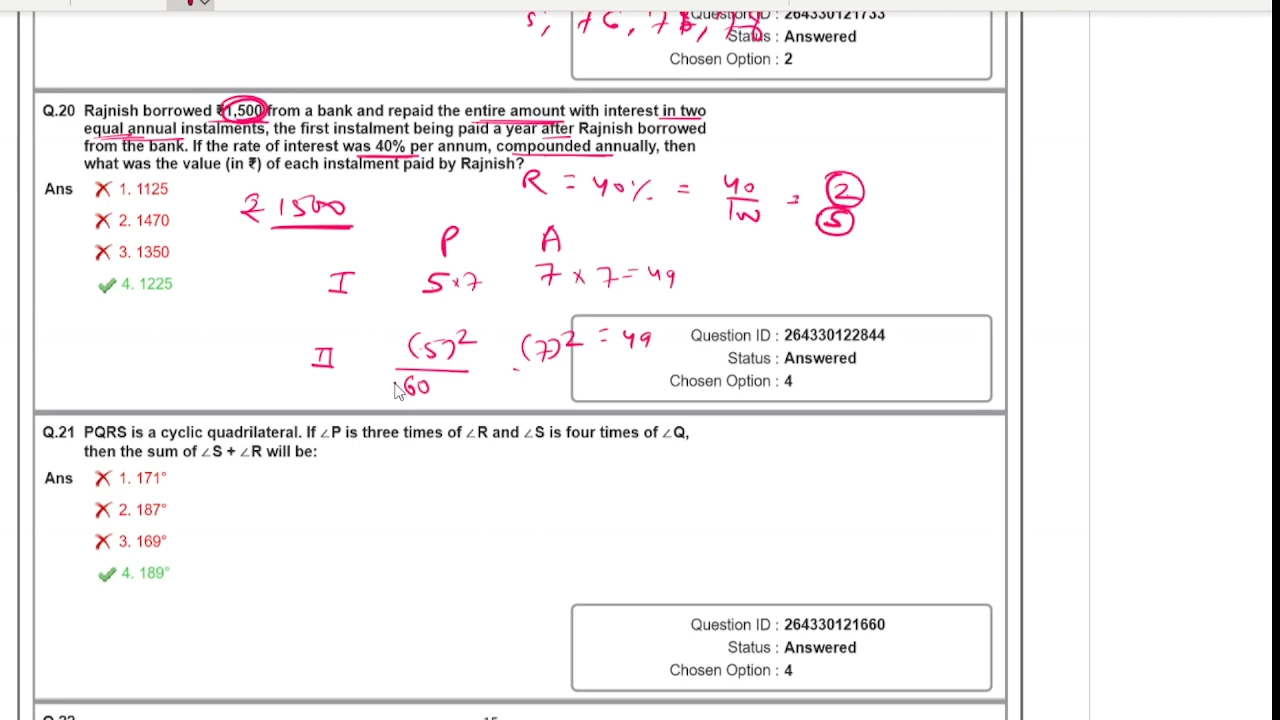 5, 76, 77, 78
Question ID : 264330121733
Status : Answered
Chosen Option : 2
Q.20 Rajnish borrowed ₹1,500 from a bank and repaid the entire amount with interest in two
equal annual instalments, the first instalment being paid a year after Rajnish borrowed
from the bank. If the rate of interest was 40% per annum, compounded annually, then
what was the value (in ₹) of each instalment paid by Rajnish?
Ans 1. 1125
2. 1470
3. 1350
4. 1225
R = 40% = 40/100 = 2/5
₹ 1500
P A
I 5×7 7 × 7 = 49
II (5)² (7)² = 49
60
Question ID : 264330122844
Status : Answered
Chosen Option : 4
Q.21 PQRS is a cyclic quadrilateral. If ∠P is three times of ∠R and ∠S is four times of ∠Q,
then the sum of ∠S + ∠R will be:
Ans 1. 171°
2. 187°
3. 169°
4. 189°
Question ID : 264330121660
Status : Answered
Chosen Option : 4